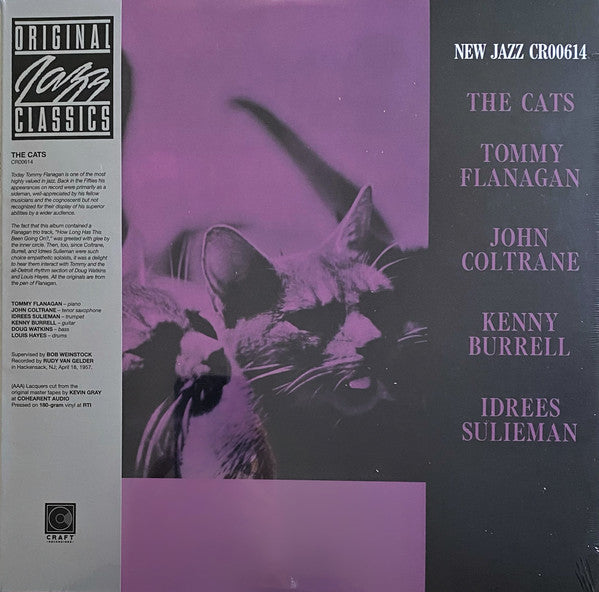 ORIGINAL
Jazz
CLASSICS
THE CATS
CR00614
Today Tommy Flanagan is one of the most
highly valued in jazz. Back in the Fifties his
appearances on record were primarily as a
sideman, well-appreciated by his fellow
musicians and the cognoscenti but not
recognized for their display of his superior
abilities by a wider audience.
The fact that this album contained a
Flanagan trio track, "How Long Has This
Been Going On?," was greeted with glee by
the inner circle. Then, too, since Coltrane,
Burrell, and Idrees Sulieman were such
choice empathetic soloists, it was a delight
to hear them interact with Tommy and the
all-Detroit rhythm section of Doug Watkins
and Louis Hayes. All the originals are from
the pen of Flanagan.
TOMMY FLANAGAN – piano
JOHN COLTRANE – tenor saxophone
IDREES SULIEMAN – trumpet
KENNY BURRELL – guitar
DOUG WATKINS – bass
LOUIS HAYES – drums
Supervised by BOB WEINSTOCK
Recorded by RUDY VAN GELDER
in Hackensack, NJ; April 18, 1957.
(AAA) Lacquers cut from the
original master tapes by KEVIN GRAY
at COHEARENT AUDIO
Pressed on 180-gram vinyl at RTI
CRAFT
RECORDINGS
NEW JAZZ CR00614
THE CATS
TOMMY
FLANAGAN
JOHN
COLTRANE
KENNY
BURRELL
IDREES
SULIEMAN